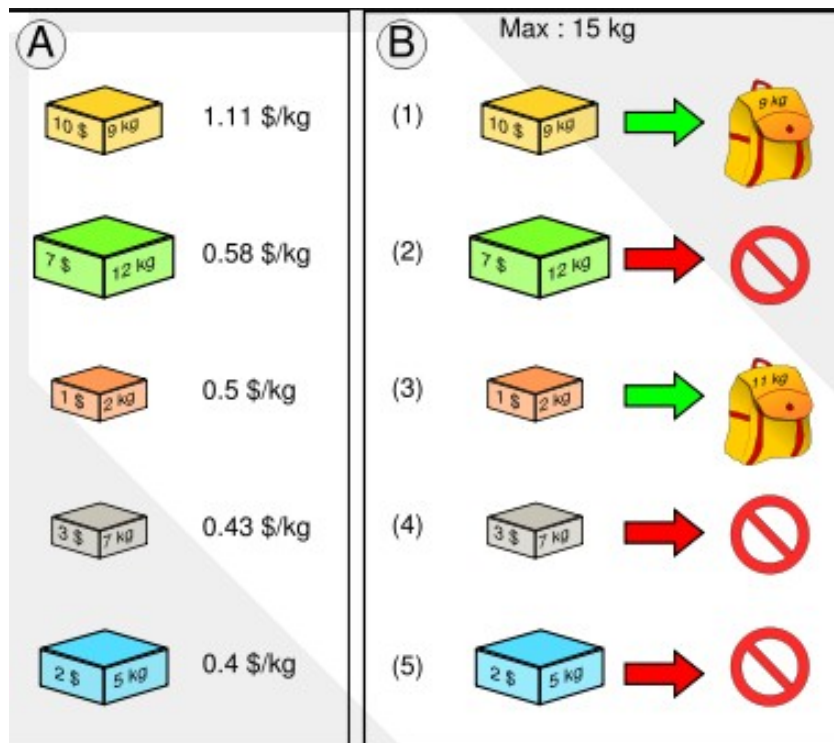 A
10 $ 9 kg 1.11 $/kg
7 $ 12 kg 0.58 $/kg
1 $ 2 kg 0.5 $/kg
3 $ 7 kg 0.43 $/kg
2 $ 5 kg 0.4 $/kg
B
Max : 15 kg
(1) 10 $ 9 kg 9 kg
(2) 7 $ 12 kg
(3) 1 $ 2 kg 11 kg
(4) 3 $ 7 kg
(5) 2 $ 5 kg